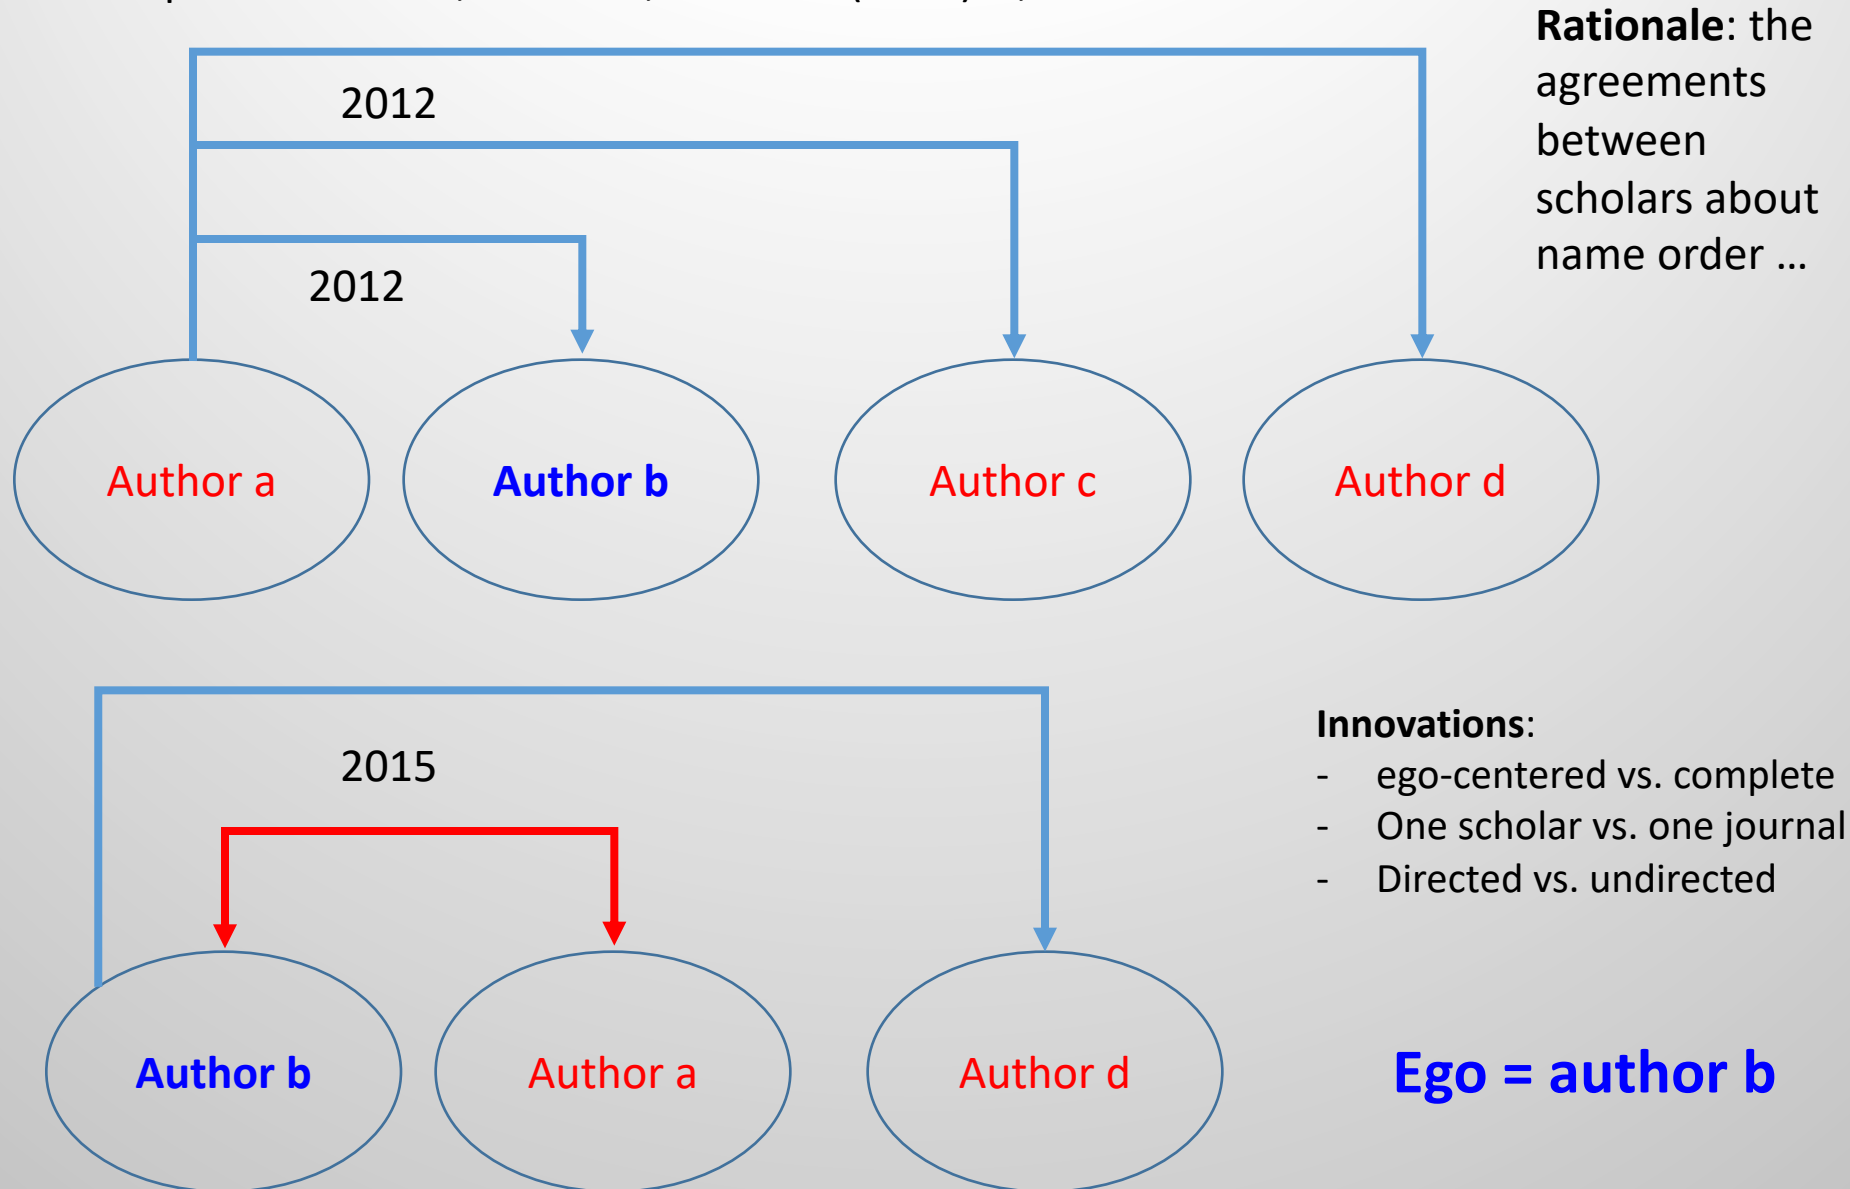 Rationale: the
agreements
between
scholars about
name order ...
2012
2012
Author a
Author b
Author c
Author d
2015
Innovations:
- ego-centered vs. complete
- One scholar vs. one journal
- Directed vs. undirected
Author b
Author a
Author d
Ego = author b